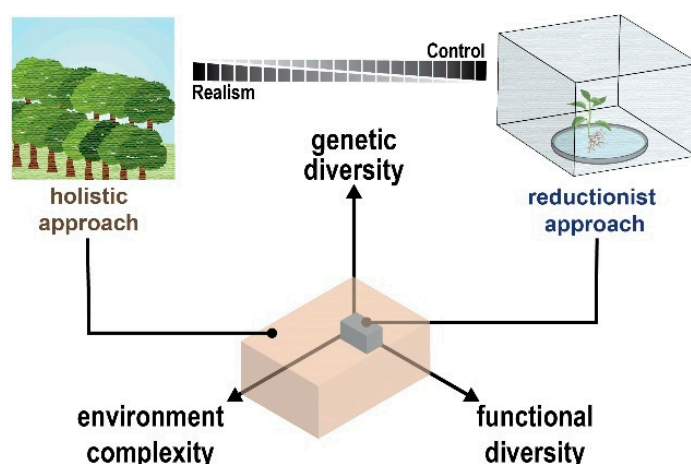 Control
Realism
genetic
diversity
holistic
approach
reductionist
approach
environment
complexity
functional
diversity